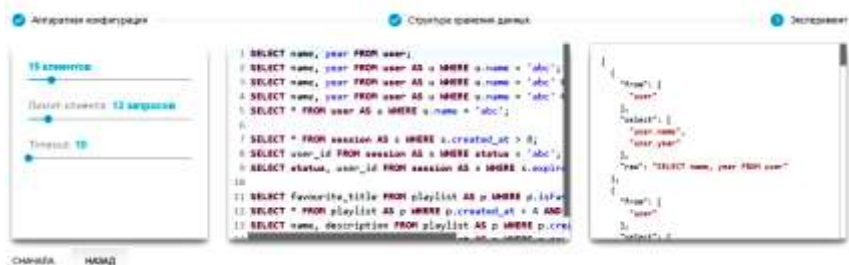 Аппаратная конфигурация
Структура хранения данных
Эксперимент
15 клиентов
Лимит клиента: 12 запросов
Timeout: 10
1 SELECT name, year FROM user;
2 SELECT name, year FROM user AS u WHERE u.name = 'abc';
3 SELECT name, year FROM user AS u WHERE u.name = 'abc'
4 SELECT name, year FROM user AS u WHERE u.name = 'abc'
5 SELECT * FROM user AS u WHERE u.name = 'abc';
6
7 SELECT * FROM session AS s WHERE s.created_at > 0;
8 SELECT user_id FROM session AS s WHERE status = 'abc';
9 SELECT status, user_id FROM session AS s WHERE s.expire
10
11 SELECT favourite_title FROM playlist AS p WHERE p.isFav
12 SELECT * FROM playlist AS p WHERE p.created_at < 4 AND
13 SELECT name, description FROM playlist AS p WHERE p.cre
[
{
"from": [
"user"
],
"select": [
"user.name",
"user.year"
],
"raw": "SELECT name, year FROM user"
},
{
"from": [
"user"
],
"select": [
СНАЧАЛА
НАЗАД